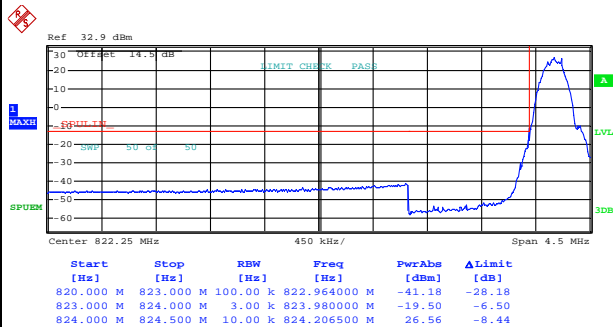 R S
Ref 32.9 dBm
30 Offset 14.5 dB
LIMIT CHECK PASS
20
A
10
0
1
MAXH
-10
SPULIN_
LVL
-20
SWP 50 of 50
-30
-40
-50
SPUEM
3DB
-60
Center 822.25 MHz 450 kHz/ Span 4.5 MHz
Start Stop RBW Freq PwrAbs ΔLimit
[Hz] [Hz] [Hz] [Hz] [dBm] [dB]
820.000 M 823.000 M 100.00 k 822.964000 M -41.18 -28.18
823.000 M 824.000 M 3.00 k 823.980000 M -19.50 -6.50
824.000 M 824.500 M 10.00 k 824.206500 M 26.56 -8.44